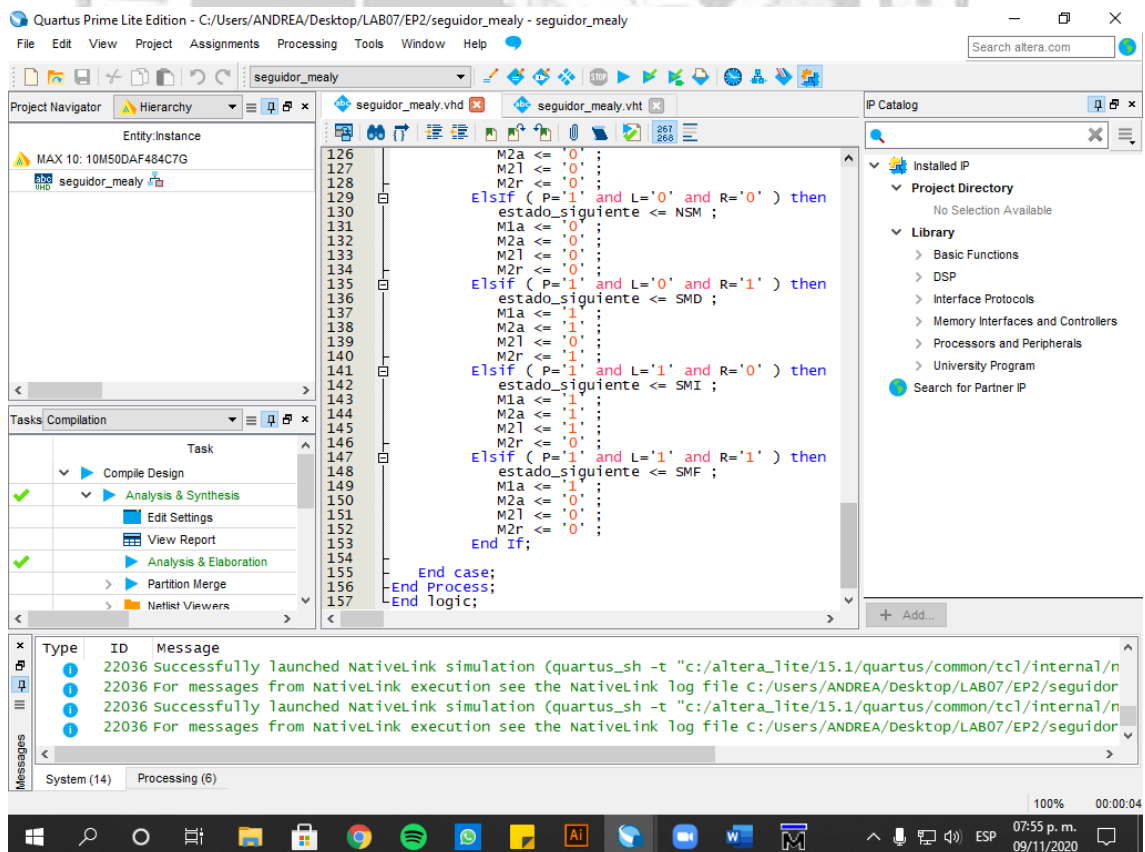 Quartus Prime Lite Edition - C:/Users/ANDREA/Desktop/LAB07/EP2/seguidor_mealy - seguidor_mealy
File Edit View Project Assignments Processing Tools Window Help
Search altera.com
seguidor_mealy
Project Navigator Hierarchy
Entity:Instance
MAX 10: 10M50DAF484C7G
seguidor_mealy
seguidor_mealy.vhd seguidor_mealy.vht
267
268
126 M2a <= '0' ;
127 M2l <= '0' ;
128 M2r <= '0' ;
129 ElsIf ( P='1' and L='0' and R='0' ) then
130 estado_siguiente <= NSM ;
131 M1a <= '0' ;
132 M2a <= '0' ;
133 M2l <= '0' ;
134 M2r <= '0' ;
135 Elsif ( P='1' and L='0' and R='1' ) then
136 estado_siguiente <= SMD ;
137 M1a <= '1' ;
138 M2a <= '1' ;
139 M2l <= '0' ;
140 M2r <= '1' ;
141 Elsif ( P='1' and L='1' and R='0' ) then
142 estado_siguiente <= SMI ;
143 M1a <= '1' ;
144 M2a <= '1' ;
145 M2l <= '1' ;
146 M2r <= '0' ;
147 Elsif ( P='1' and L='1' and R='1' ) then
148 estado_siguiente <= SMF ;
149 M1a <= '1' ;
150 M2a <= '0' ;
151 M2l <= '0' ;
152 M2r <= '0' ;
153 End If;
154
155 End case;
156 End Process;
157 End logic;
IP Catalog
Installed IP
Project Directory
No Selection Available
Library
Basic Functions
DSP
Interface Protocols
Memory Interfaces and Controllers
Processors and Peripherals
University Program
Search for Partner IP
+ Add...
Tasks Compilation
Task
Compile Design
Analysis & Synthesis
Edit Settings
View Report
Analysis & Elaboration
Partition Merge
Netlist Viewers
Type ID Message
22036 Successfully launched NativeLink simulation (quartus_sh -t "c:/altera_lite/15.1/quartus/common/tcl/internal/n
22036 For messages from NativeLink execution see the NativeLink log file C:/Users/ANDREA/Desktop/LAB07/EP2/seguidor
22036 Successfully launched NativeLink simulation (quartus_sh -t "c:/altera_lite/15.1/quartus/common/tcl/internal/n
22036 For messages from NativeLink execution see the NativeLink log file C:/Users/ANDREA/Desktop/LAB07/EP2/seguidor
Messages
System (14) Processing (6)
100% 00:00:04
Ai
ESP
07:55 p. m.
09/11/2020